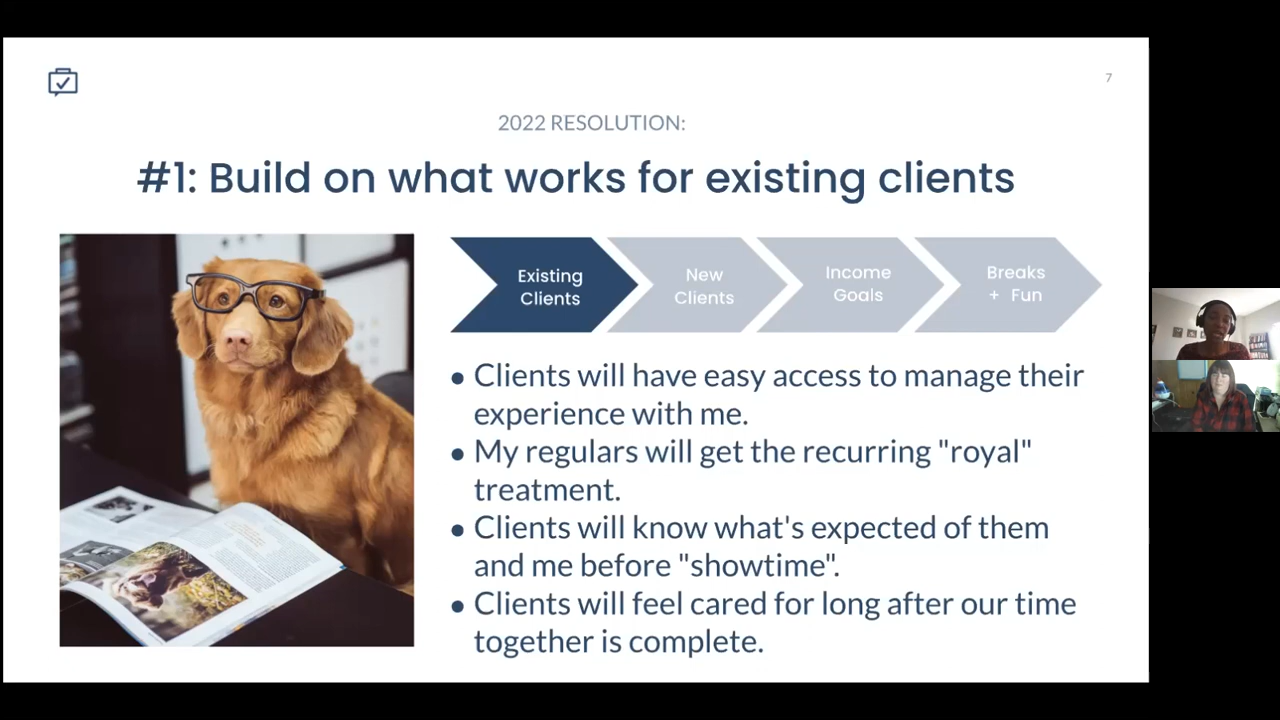 7
2022 RESOLUTION:
#1: Build on what works for existing clients
Existing
Clients
New
Clients
Income
Goals
Breaks
+ Fun
• Clients will have easy access to manage their
experience with me.
• My regulars will get the recurring "royal"
treatment.
• Clients will know what's expected of them
and me before "showtime".
• Clients will feel cared for long after our time
together is complete.